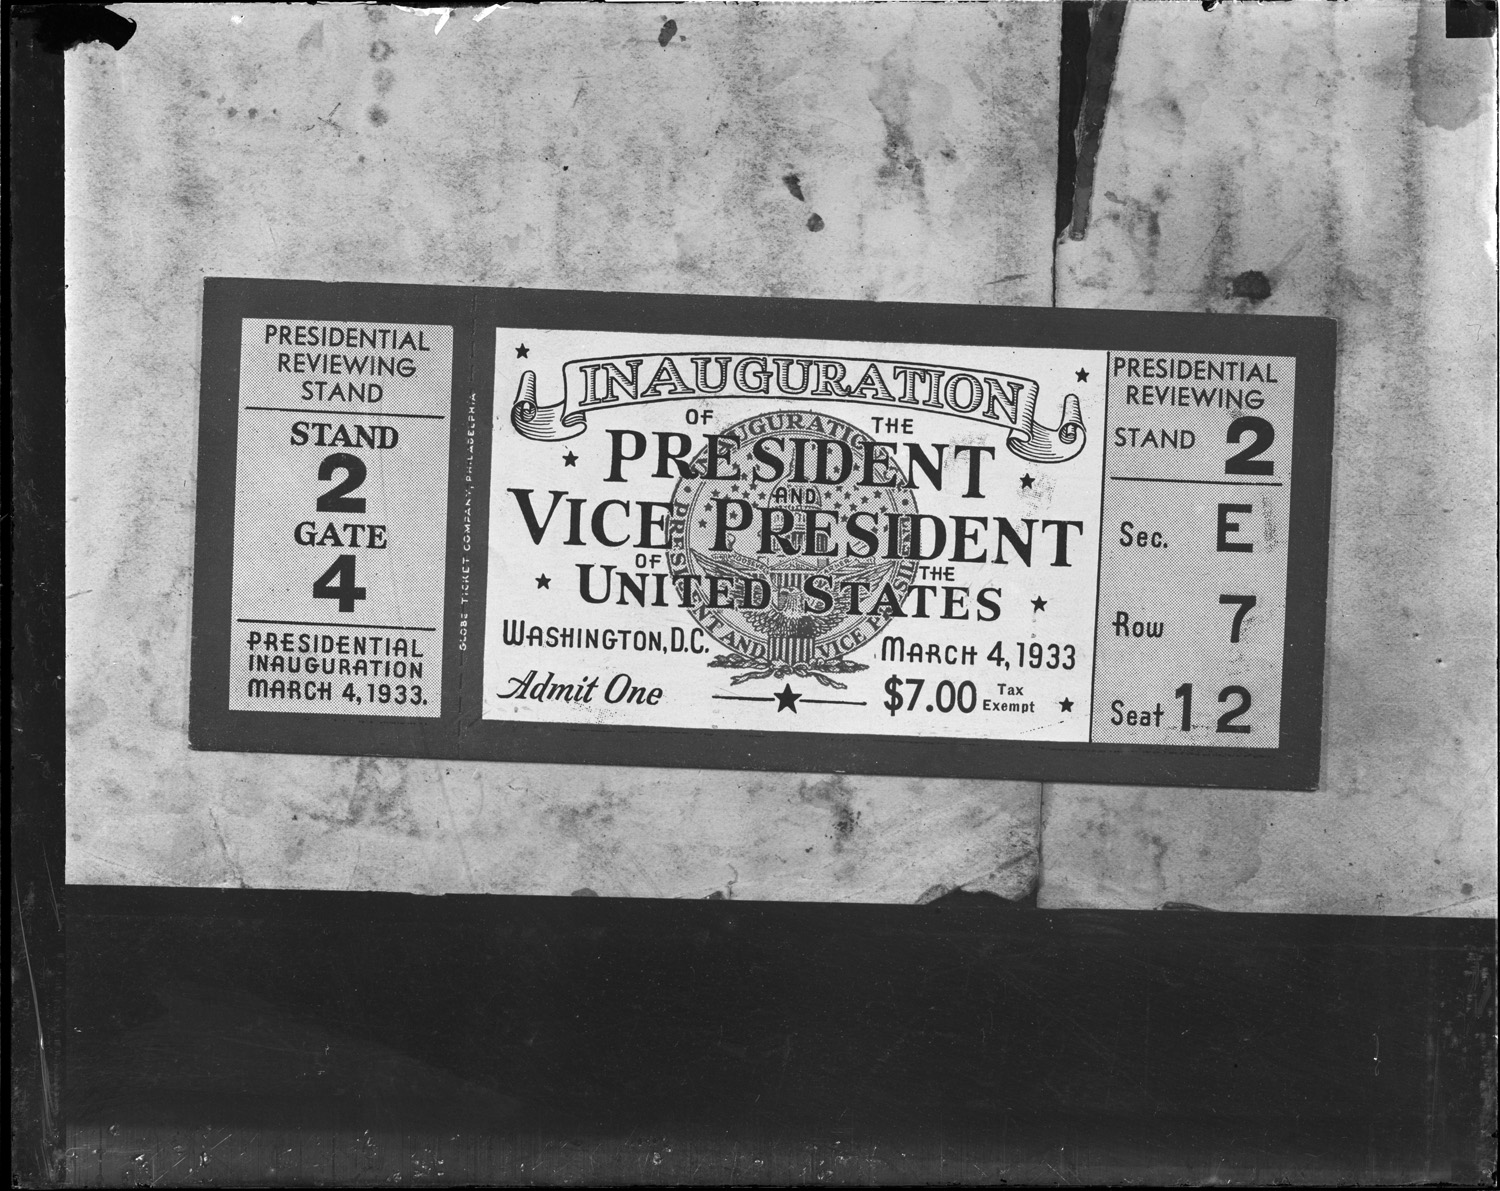 PRESIDENTIAL
REVIEWING
STAND
STAND
2
GATE
4
PRESIDENTIAL
INAUGURATION
MARCH 4, 1933.
GLOBE TICKET COMPANY, PHILADELPHIA
INAUGURATION
OF THE
PRESIDENT
AND
VICE PRESIDENT
OF THE
UNITED STATES
WASHINGTON, D.C. MARCH 4, 1933
Admit One $7.00 Tax
Exempt
PRESIDENTIAL
REVIEWING
STAND 2
Sec. E
Row 7
Seat 12